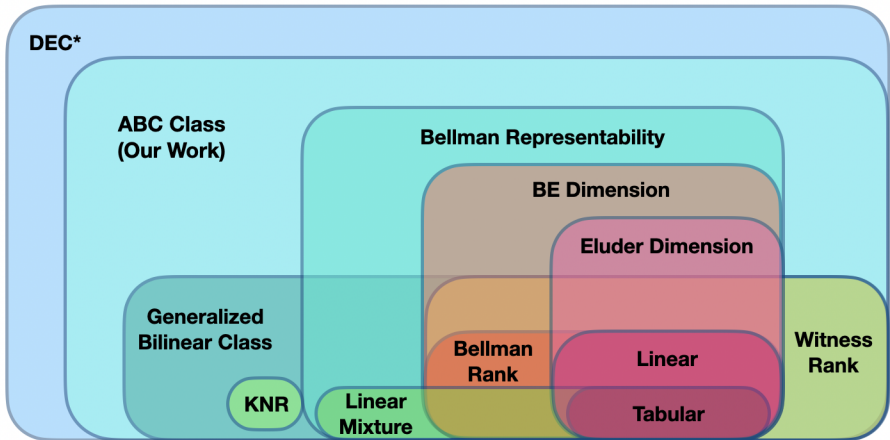 DEC*
ABC Class
(Our Work)
Bellman Representability
BE Dimension
Eluder Dimension
Generalized
Bilinear Class
Witness
Rank
Bellman
Rank
Linear
KNR
Linear
Mixture
Tabular